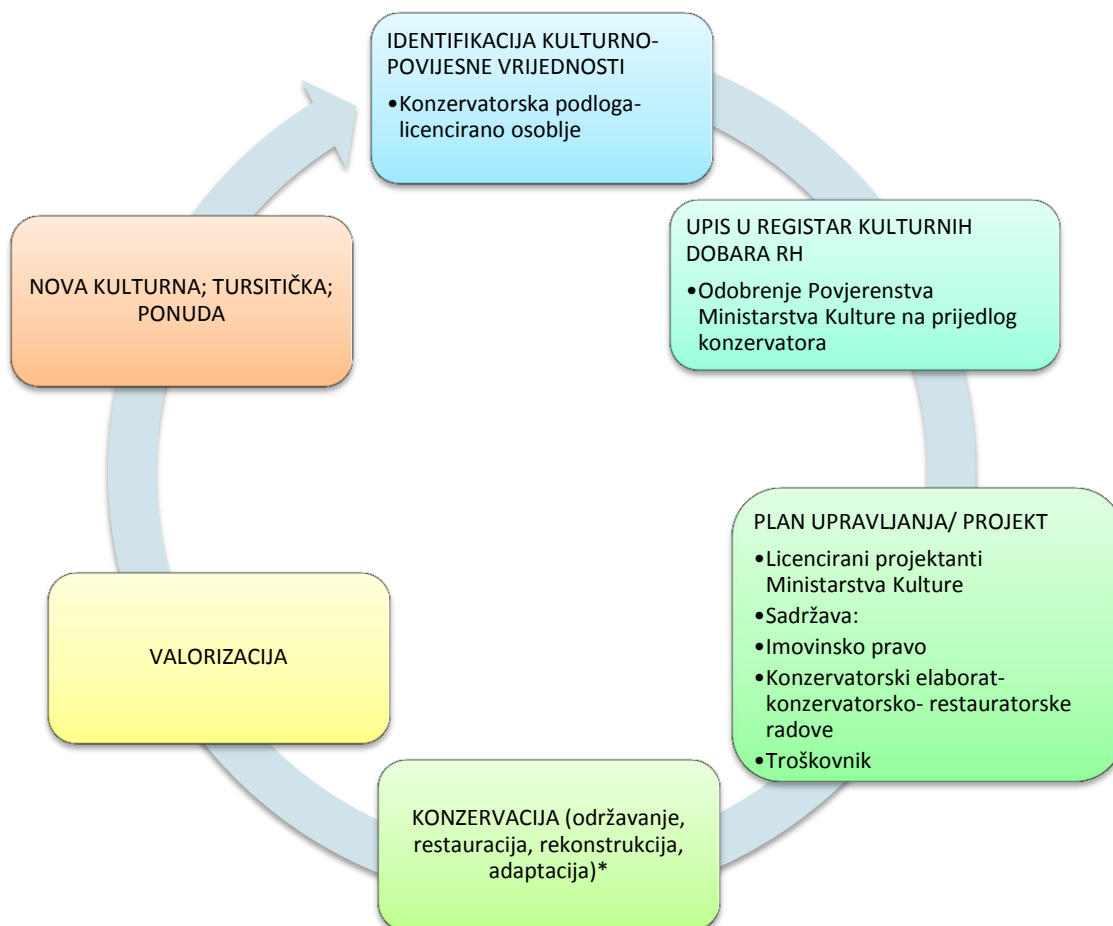 IDENTIFIKACIJA KULTURNO-
POVIJESNE VRIJEDNOSTI
•Konzervatorska podloga-
licencirano osoblje
UPIS U REGISTAR KULTURNIH
DOBARA RH
•Odobrenje Povjerenstva
Ministarstva Kulture na prijedlog
konzervatora
PLAN UPRAVLJANJA/ PROJEKT
•Licencirani projektanti
Ministarstva Kulture
•Sadržava:
•Imovinsko pravo
•Konzervatorski elaborat-
konzervatorsko- restauratorske
radove
•Troškovnik
KONZERVACIJA (održavanje,
restauracija, rekonstrukcija,
adaptacija)*
VALORIZACIJA
NOVA KULTURNA; TURSITIČKA;
PONUDA